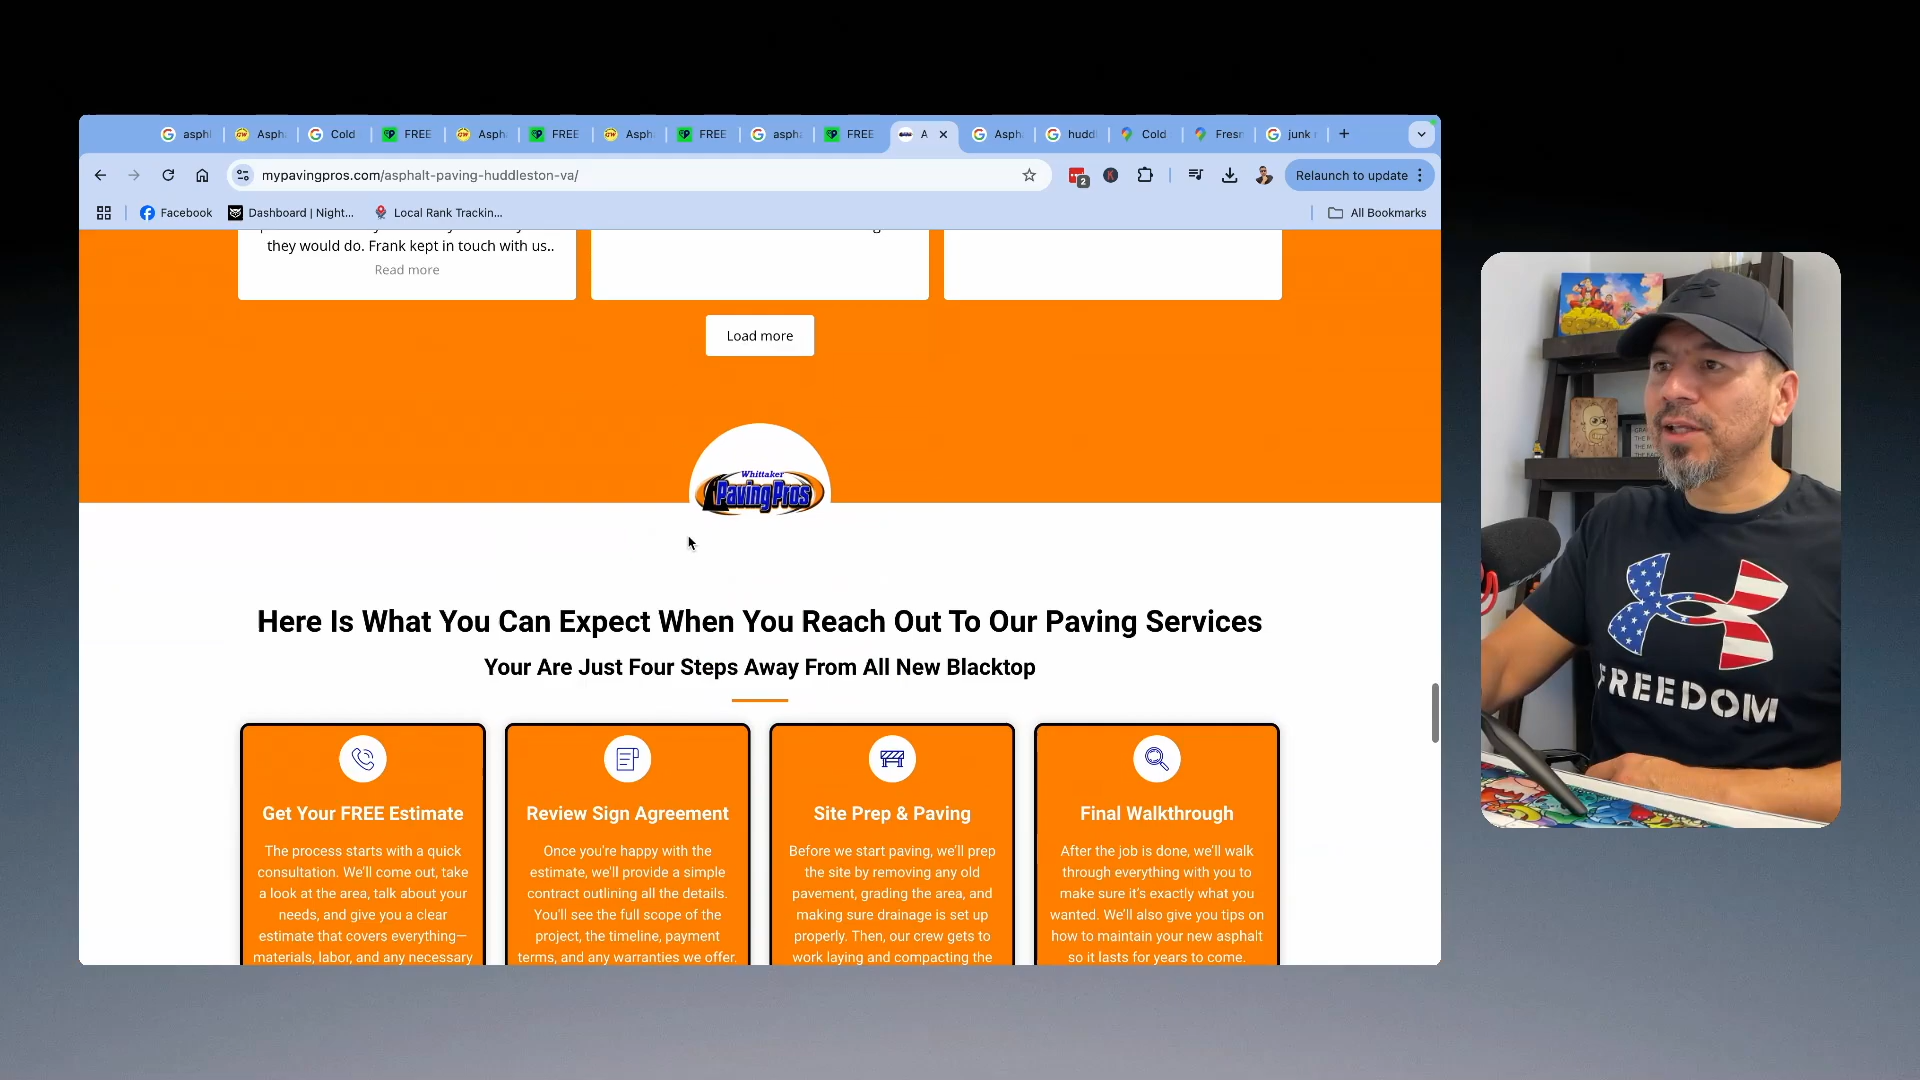 asph
Asph
Cold
FREE
Asph
FREE
Asph
FREE
asph
FREE
A
Asph
hudd
Cold
Fresn
junk
mypavingpros.com/asphalt-paving-huddleston-va/
2
K
Relaunch to update
Facebook
Dashboard | Night...
Local Rank Trackin...
All Bookmarks
they would do. Frank kept in touch with us..
Read more
Load more
Whittaker
PavingPros
Here Is What You Can Expect When You Reach Out To Our Paving Services
Your Are Just Four Steps Away From All New Blacktop
Get Your FREE Estimate
The process starts with a quick
consultation. We'll come out, take
a look at the area, talk about your
needs, and give you a clear
estimate that covers everything—
materials, labor, and any necessary
Review Sign Agreement
Once you're happy with the
estimate, we'll provide a simple
contract outlining all the details.
You'll see the full scope of the
project, the timeline, payment
terms, and any warranties we offer.
Site Prep & Paving
Before we start paving, we'll prep
the site by removing any old
pavement, grading the area, and
making sure drainage is set up
properly. Then, our crew gets to
work laying and compacting the
Final Walkthrough
After the job is done, we'll walk
through everything with you to
make sure it's exactly what you
wanted. We'll also give you tips on
how to maintain your new asphalt
so it lasts for years to come.
FREEDOM